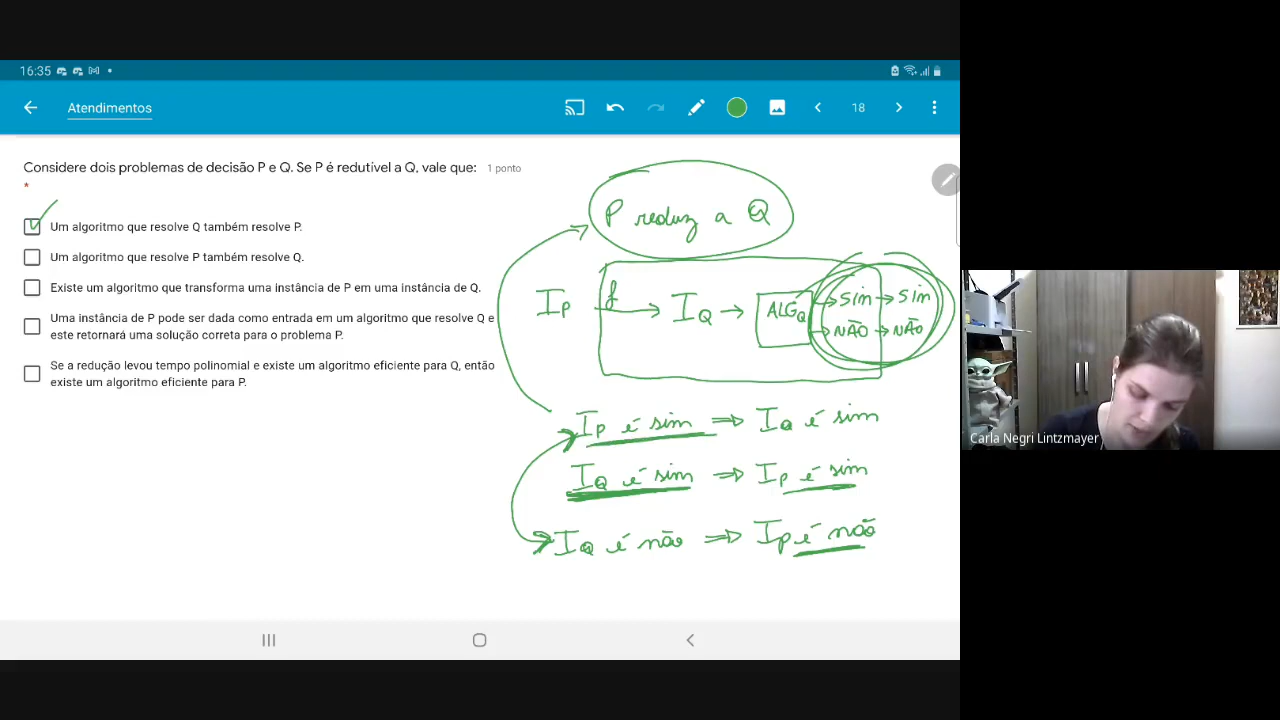 16:35
Atendimentos
18
Considere dois problemas de decisão P e Q. Se P é redutível a Q, vale que: 1 ponto
*
Um algoritmo que resolve Q também resolve P.
Um algoritmo que resolve P também resolve Q.
Existe um algoritmo que transforma uma instância de P em uma instância de Q.
Uma instância de P pode ser dada como entrada em um algoritmo que resolve Q e
este retornará uma solução correta para o problema P.
Se a redução levou tempo polinomial e existe um algoritmo eficiente para Q, então
existe um algoritmo eficiente para P.
P reduz a Q
IP f → IQ → ALGQ → sim → sim
→ NÃO → NÃO
IP é sim ⇒ IQ é sim
IQ é sim ⇒ IP é sim
IQ é não ⇒ IP é não
Carla Negri Lintzmayer